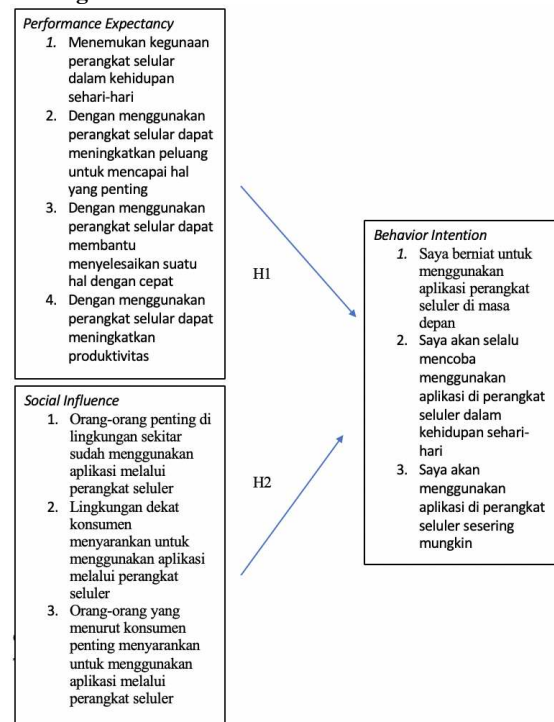 Performance Expectancy
1. Menemukan kegunaan
perangkat selular
dalam kehidupan
sehari-hari
2. Dengan menggunakan
perangkat selular dapat
meningkatkan peluang
untuk mencapai hal
yang penting
3. Dengan menggunakan
perangkat selular dapat
membantu
menyelesaikan suatu
hal dengan cepat
4. Dengan menggunakan
perangkat selular dapat
meningkatkan
produktivitas
Social Influence
1. Orang-orang penting di
lingkungan sekitar
sudah menggunakan
aplikasi melalui
perangkat seluler
2. Lingkungan dekat
konsumen
menyarankan untuk
menggunakan aplikasi
melalui perangkat
seluler
3. Orang-orang yang
menurut konsumen
penting menyarankan
untuk menggunakan
aplikasi melalui
perangkat seluler
H1
H2
Behavior Intention
1. Saya berniat untuk
menggunakan
aplikasi perangkat
seluler di masa
depan
2. Saya akan selalu
mencoba
menggunakan
aplikasi di perangkat
seluler dalam
kehidupan sehari-
hari
3. Saya akan
menggunakan
aplikasi di perangkat
seluler sesering
mungkin